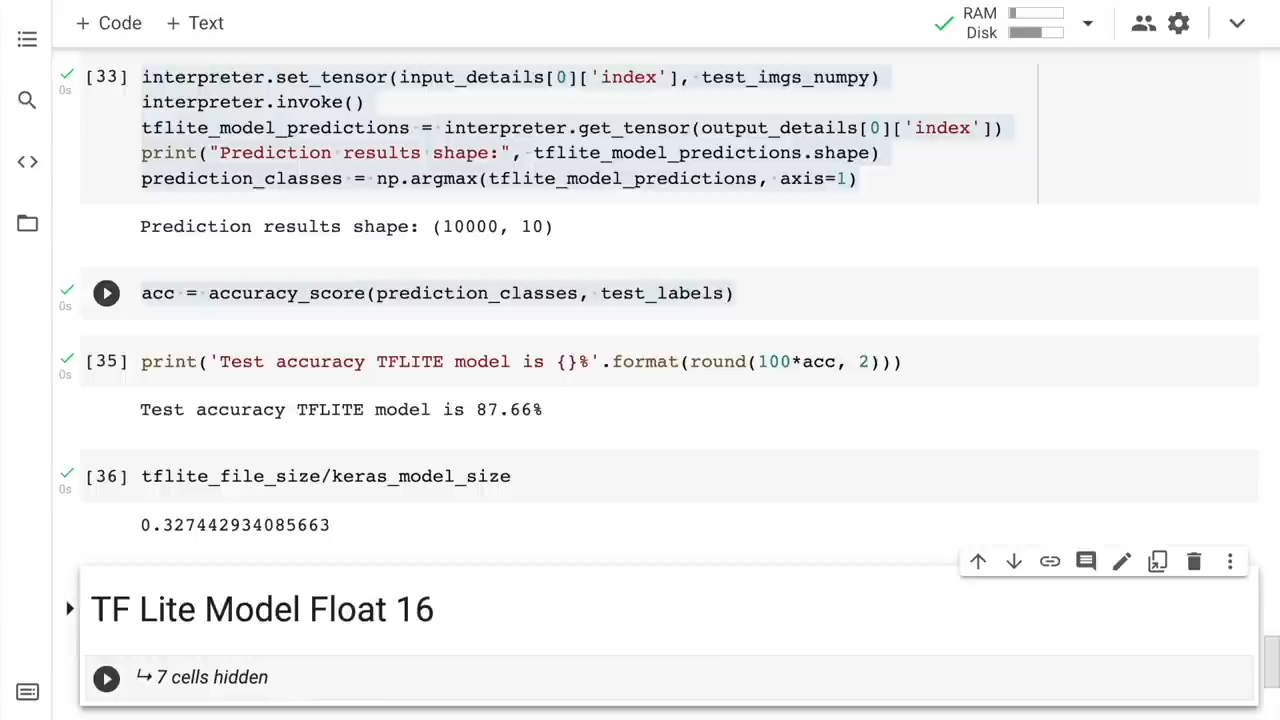 + Code + Text
RAM
Disk
[33] interpreter.set_tensor(input_details[0]['index'], test_imgs_numpy)
0s
interpreter.invoke()
tflite_model_predictions = interpreter.get_tensor(output_details[0]['index'])
print("Prediction results shape:", tflite_model_predictions.shape)
prediction_classes = np.argmax(tflite_model_predictions, axis=1)
Prediction results shape: (10000, 10)
acc = accuracy_score(prediction_classes, test_labels)
0s
[35] print('Test accuracy TFLITE model is {}%'.format(round(100*acc, 2)))
0s
Test accuracy TFLITE model is 87.66%
[36] tflite_file_size/keras_model_size
0s
0.327442934085663
TF Lite Model Float 16
↳ 7 cells hidden